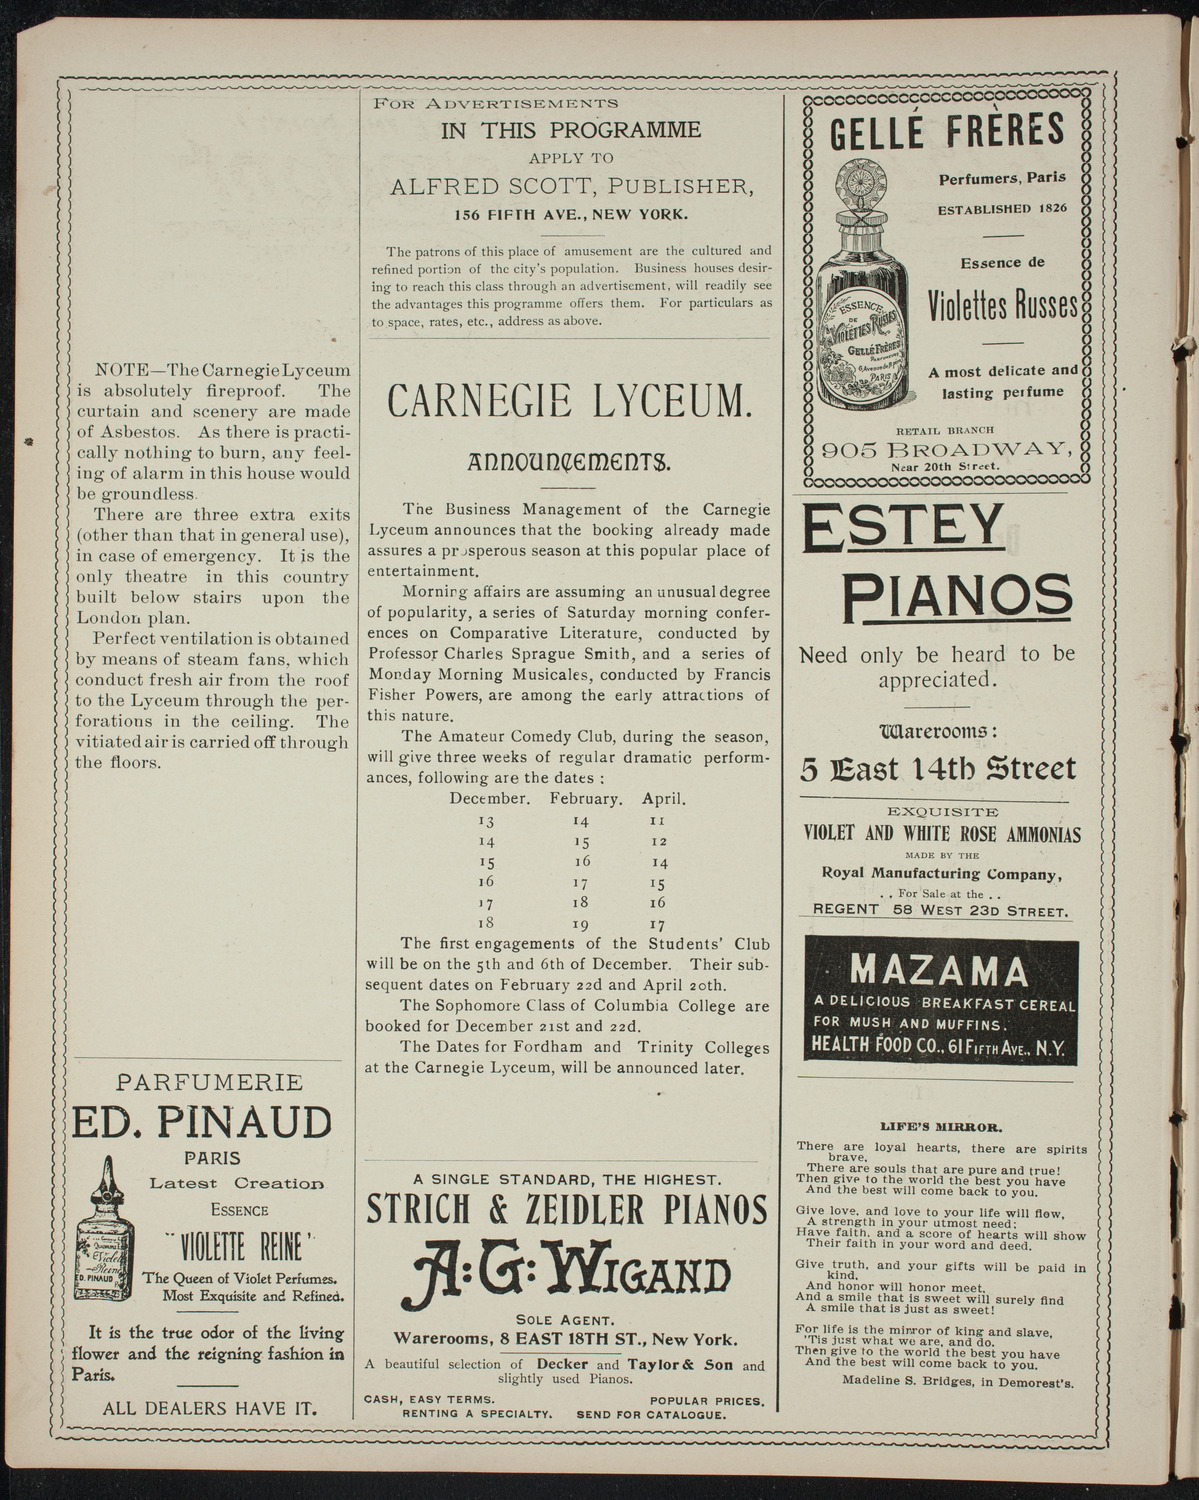 NOTE—The Carnegie Lyceum
is absolutely fireproof. The
curtain and scenery are made
of Asbestos. As there is practi-
cally nothing to burn, any feel-
ing of alarm in this house would
be groundless.
There are three extra exits
(other than that in general use),
in case of emergency. It is the
only theatre in this country
built below stairs upon the
London plan.
Perfect ventilation is obtained
by means of steam fans, which
conduct fresh air from the roof
to the Lyceum through the per-
forations in the ceiling. The
vitiated air is carried off through
the floors.
PARFUMERIE
ED. PINAUD
PARIS
Latest Creation
ESSENCE
"VIOLETTE REINE"
Violette
Reine
ED. PINAUD
The Queen of Violet Perfumes.
Most Exquisite and Refined.
It is the true odor of the living
flower and the reigning fashion in
Paris.
ALL DEALERS HAVE IT.
FOR ADVERTISEMENTS
IN THIS PROGRAMME
APPLY TO
ALFRED SCOTT, PUBLISHER,
156 FIFTH AVE., NEW YORK.
The patrons of this place of amusement are the cultured and
refined portion of the city's population. Business houses desir-
ing to reach this class through an advertisement, will readily see
the advantages this programme offers them. For particulars as
to space, rates, etc., address as above.
CARNEGIE LYCEUM.
ANNOUNCEMENTS.
The Business Management of the Carnegie
Lyceum announces that the booking already made
assures a prosperous season at this popular place of
entertainment.
Morning affairs are assuming an unusual degree
of popularity, a series of Saturday morning confer-
ences on Comparative Literature, conducted by
Professor Charles Sprague Smith, and a series of
Monday Morning Musicales, conducted by Francis
Fisher Powers, are among the early attractions of
this nature.
The Amateur Comedy Club, during the season,
will give three weeks of regular dramatic perform-
ances, following are the dates :
December. February. April.
13 14 11
14 15 12
15 16 14
16 17 15
17 18 16
18 19 17
The first engagements of the Students' Club
will be on the 5th and 6th of December. Their sub-
sequent dates on February 22d and April 20th.
The Sophomore Class of Columbia College are
booked for December 21st and 22d.
The Dates for Fordham and Trinity Colleges
at the Carnegie Lyceum, will be announced later.
A SINGLE STANDARD, THE HIGHEST.
STRICH & ZEIDLER PIANOS
A:G:WIGAND
SOLE AGENT.
Warerooms, 8 EAST 18TH ST., New York.
A beautiful selection of Decker and Taylor & Son and
slightly used Pianos.
CASH, EASY TERMS. POPULAR PRICES.
RENTING A SPECIALTY. SEND FOR CATALOGUE.
GELLÉ FRÈRES
Perfumers, Paris
ESTABLISHED 1826
Essence de
Violettes Russes
ESSENCE
DE
VIOLETTES RUSSES
GELLÉ FRÈRES
PARIS
A most delicate and
lasting perfume
RETAIL BRANCH
905 BROADWAY,
Near 20th Street.
ESTEY
PIANOS
Need only be heard to be
appreciated.
Warerooms :
5 East 14th Street
EXQUISITE
VIOLET AND WHITE ROSE AMMONIAS
MADE BY THE
Royal Manufacturing Company,
. . For Sale at the . .
REGENT 58 WEST 23D STREET.
MAZAMA
A DELICIOUS BREAKFAST CEREAL
FOR MUSH AND MUFFINS.
HEALTH FOOD CO., 61 FIFTH AVE., N.Y.
LIFE'S MIRROR.
There are loyal hearts, there are spirits
brave,
There are souls that are pure and true!
Then give to the world the best you have
And the best will come back to you.
Give love, and love to your life will flow,
A strength in your utmost need;
Have faith, and a score of hearts will show
Their faith in your word and deed.
Give truth, and your gifts will be paid in
kind,
And honor will honor meet,
And a smile that is sweet will surely find
A smile that is just as sweet!
For life is the mirror of king and slave,
'Tis just what we are, and do.
Then give to the world the best you have
And the best will come back to you.
Madeline S. Bridges, in Demorest's.